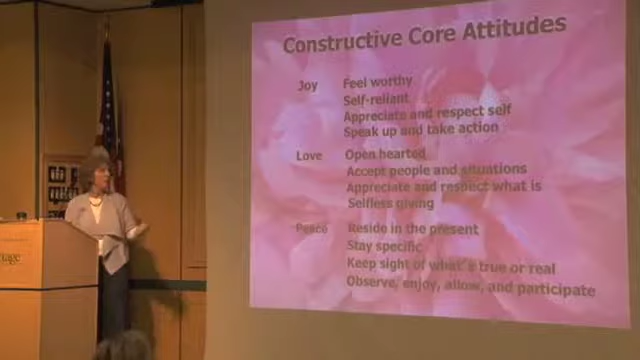 Constructive Core Attitudes
Joy Feel worthy
Self-reliant
Appreciate and respect self
Speak up and take action
Love Open hearted
Accept people and situations
Appreciate and respect what is
Selfless giving
Peace Reside in the present
Stay specific
Keep sight of what's true or real
Observe, enjoy, allow, and participate